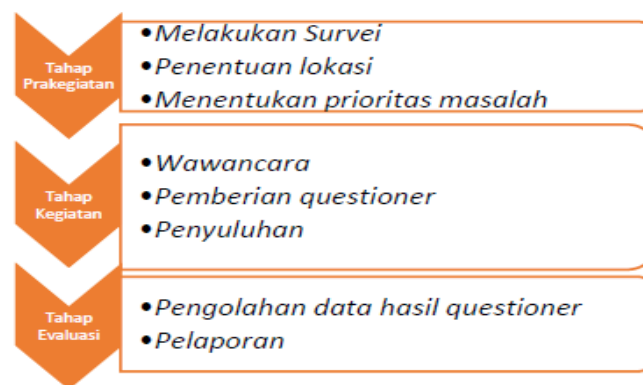 Tahap
Prakegiatan
•Melakukan Survei
•Penentuan lokasi
•Menentukan prioritas masalah
Tahap
Kegiatan
•Wawancara
•Pemberian questioner
•Penyuluhan
Tahap
Evaluasi
•Pengolahan data hasil questioner
•Pelaporan